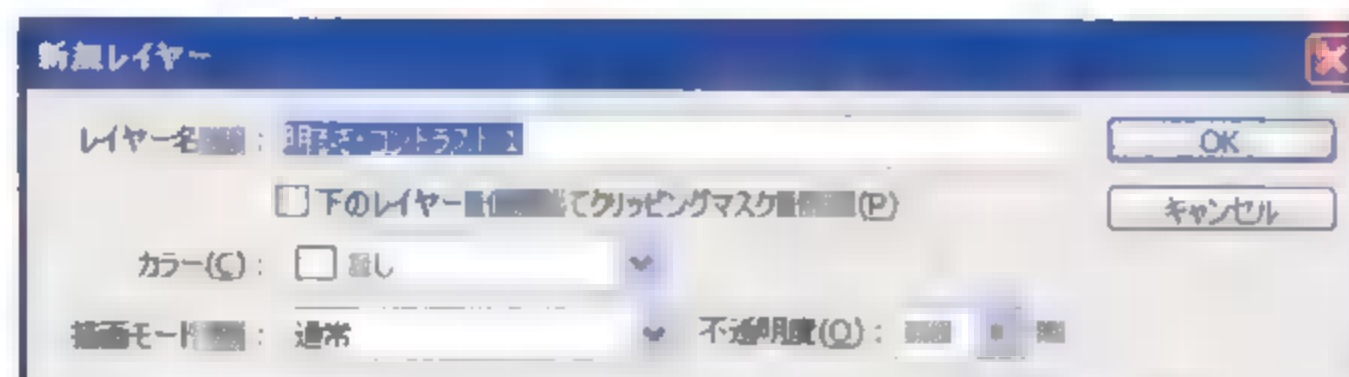 新規レイヤー
レイヤー名 : 明るさ・コントラスト 1
OK
下のレイヤー てクリッピングマスク (P)
キャンセル
カラー(C) : なし
描画モード : 通常 不透明度(O) :